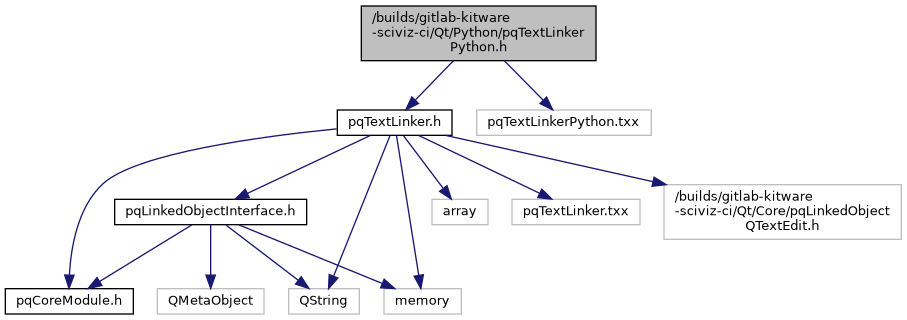 /builds/gitlab-kitware
-sciviz-ci/Qt/Python/pqTextLinker
Python.h
pqTextLinker.h
pqTextLinkerPython.txx
pqLinkedObjectInterface.h
array
pqTextLinker.txx
/builds/gitlab-kitware
-sciviz-ci/Qt/Core/pqLinkedObject
QTextEdit.h
pqCoreModule.h
QMetaObject
QString
memory